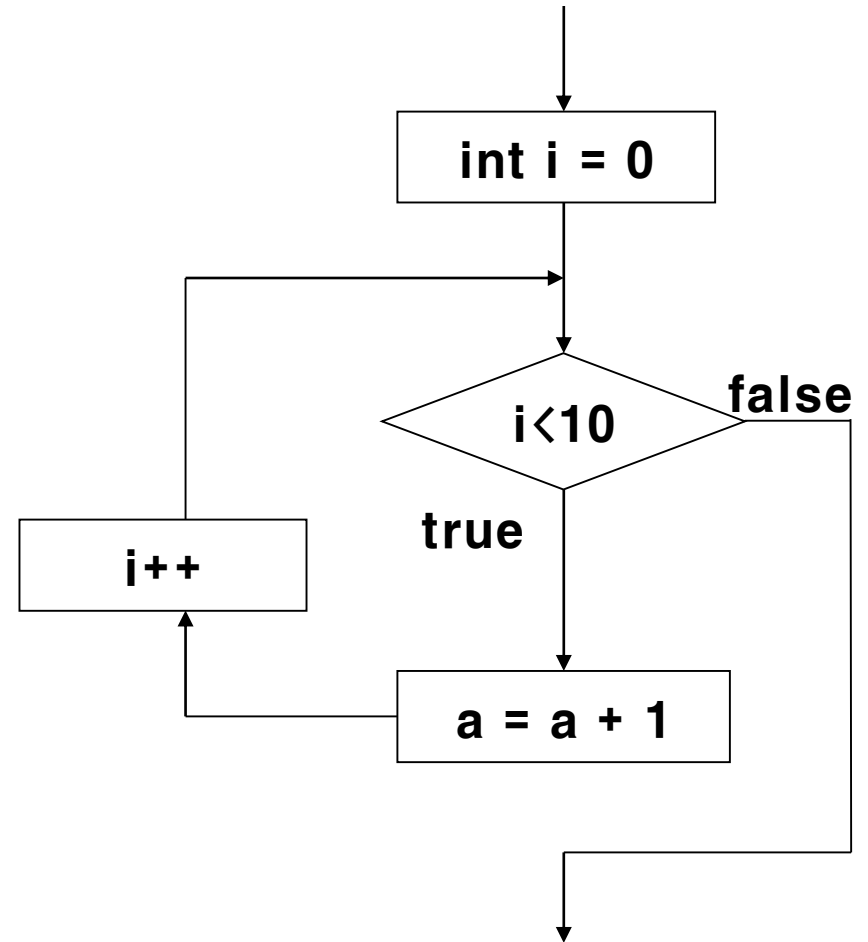 int i = 0
i<10
false
true
i++
a = a + 1